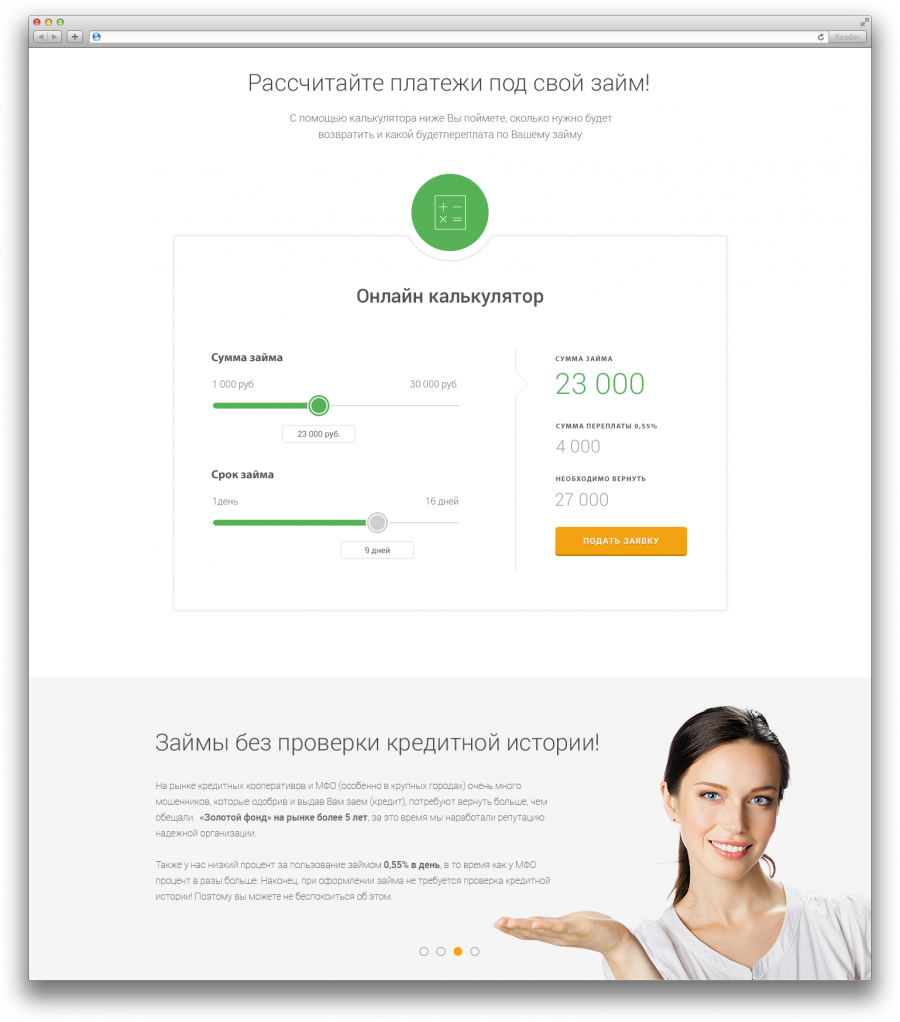 Reader
Рассчитайте платежи под свой займ!
С помощью калькулятора ниже Вы поймете, сколько нужно будет
возвратить и какой будетпереплата по Вашему займу.
+ −
× =
Онлайн калькулятор
Сумма займа
1 000 руб. 30 000 руб.
23 000 руб.
Срок займа
1день 16 дней
9 дней
СУММА ЗАЙМА
23 000
СУММА ПЕРЕПЛАТЫ 0,55%
4 000
НЕОБХОДИМО ВЕРНУТЬ
27 000
ПОДАТЬ ЗАЯВКУ
Займы без проверки кредитной истории!
На рынке кредитных кооперативов и МФО (особенно в крупных городах) очень много
мошенников, которые одобрив и выдав Вам заем (кредит), потребуют вернуть больше, чем
обещали. «Золотой фонд» на рынке более 5 лет, за это время мы наработали репутацию
надежной организации.
Также у нас низкий процент за пользование займом 0,55% в день, в то время как у МФО
процент в разы больше. Наконец, при оформлении займа не требуется проверка кредитной
истории! Поэтому вы можете не беспокоиться об этом.